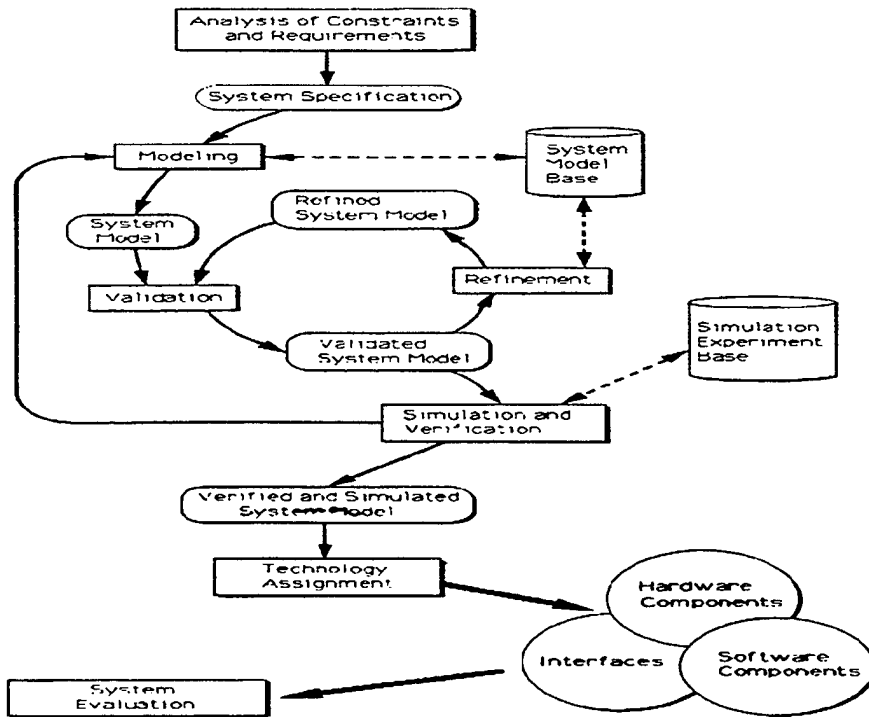 Analysis of Constraints
and Requirements
System Specification
Modeling
System
Model
Base
Refined
System Model
System
Model
Refinement
Validation
Simulation
Experiment
Base
Validated
System Model
Simulation and
Verification
Verified and Simulated
System Model
Technology
Assignment
Hardware
Components
Interfaces
Software
Components
System
Evaluation